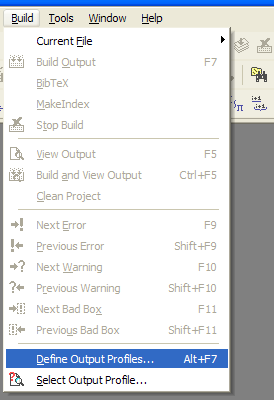 Build Tools Window Help
Current File
Build Output F7
BibTeX
MakeIndex
Stop Build
View Output F5
Build and View Output Ctrl+F5
Clean Project
Next Error F9
Previous Error Shift+F9
Next Warning F10
Previous Warning Shift+F10
Next Bad Box F11
Previous Bad Box Shift+F11
Define Output Profiles... Alt+F7
Select Output Profile...